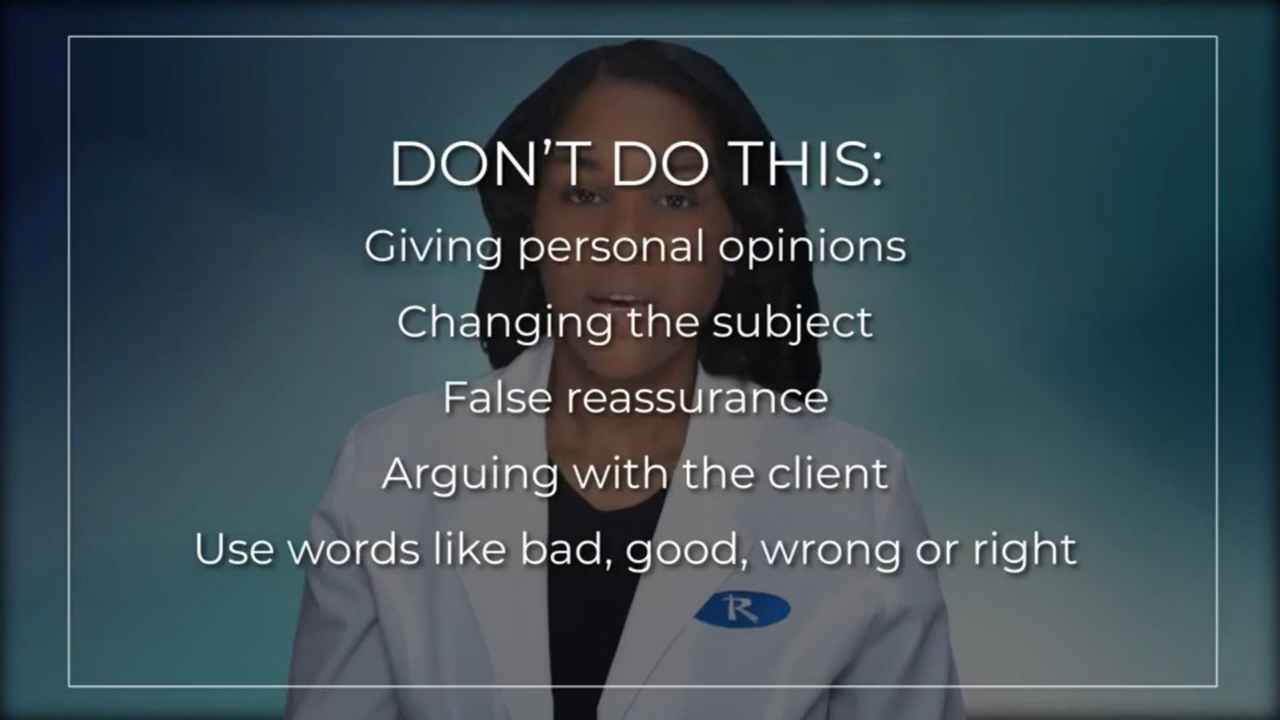 DON'T DO THIS:
Giving personal opinions
Changing the subject
False reassurance
Arguing with the client
Use words like bad, good, wrong or right
R